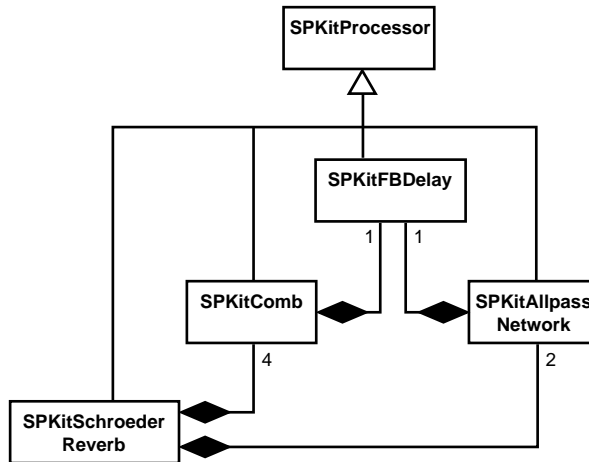 SPKitProcessor
SPKitFBDelay
1
1
SPKitComb
SPKitAllpass
Network
4
2
SPKitSchroeder
Reverb